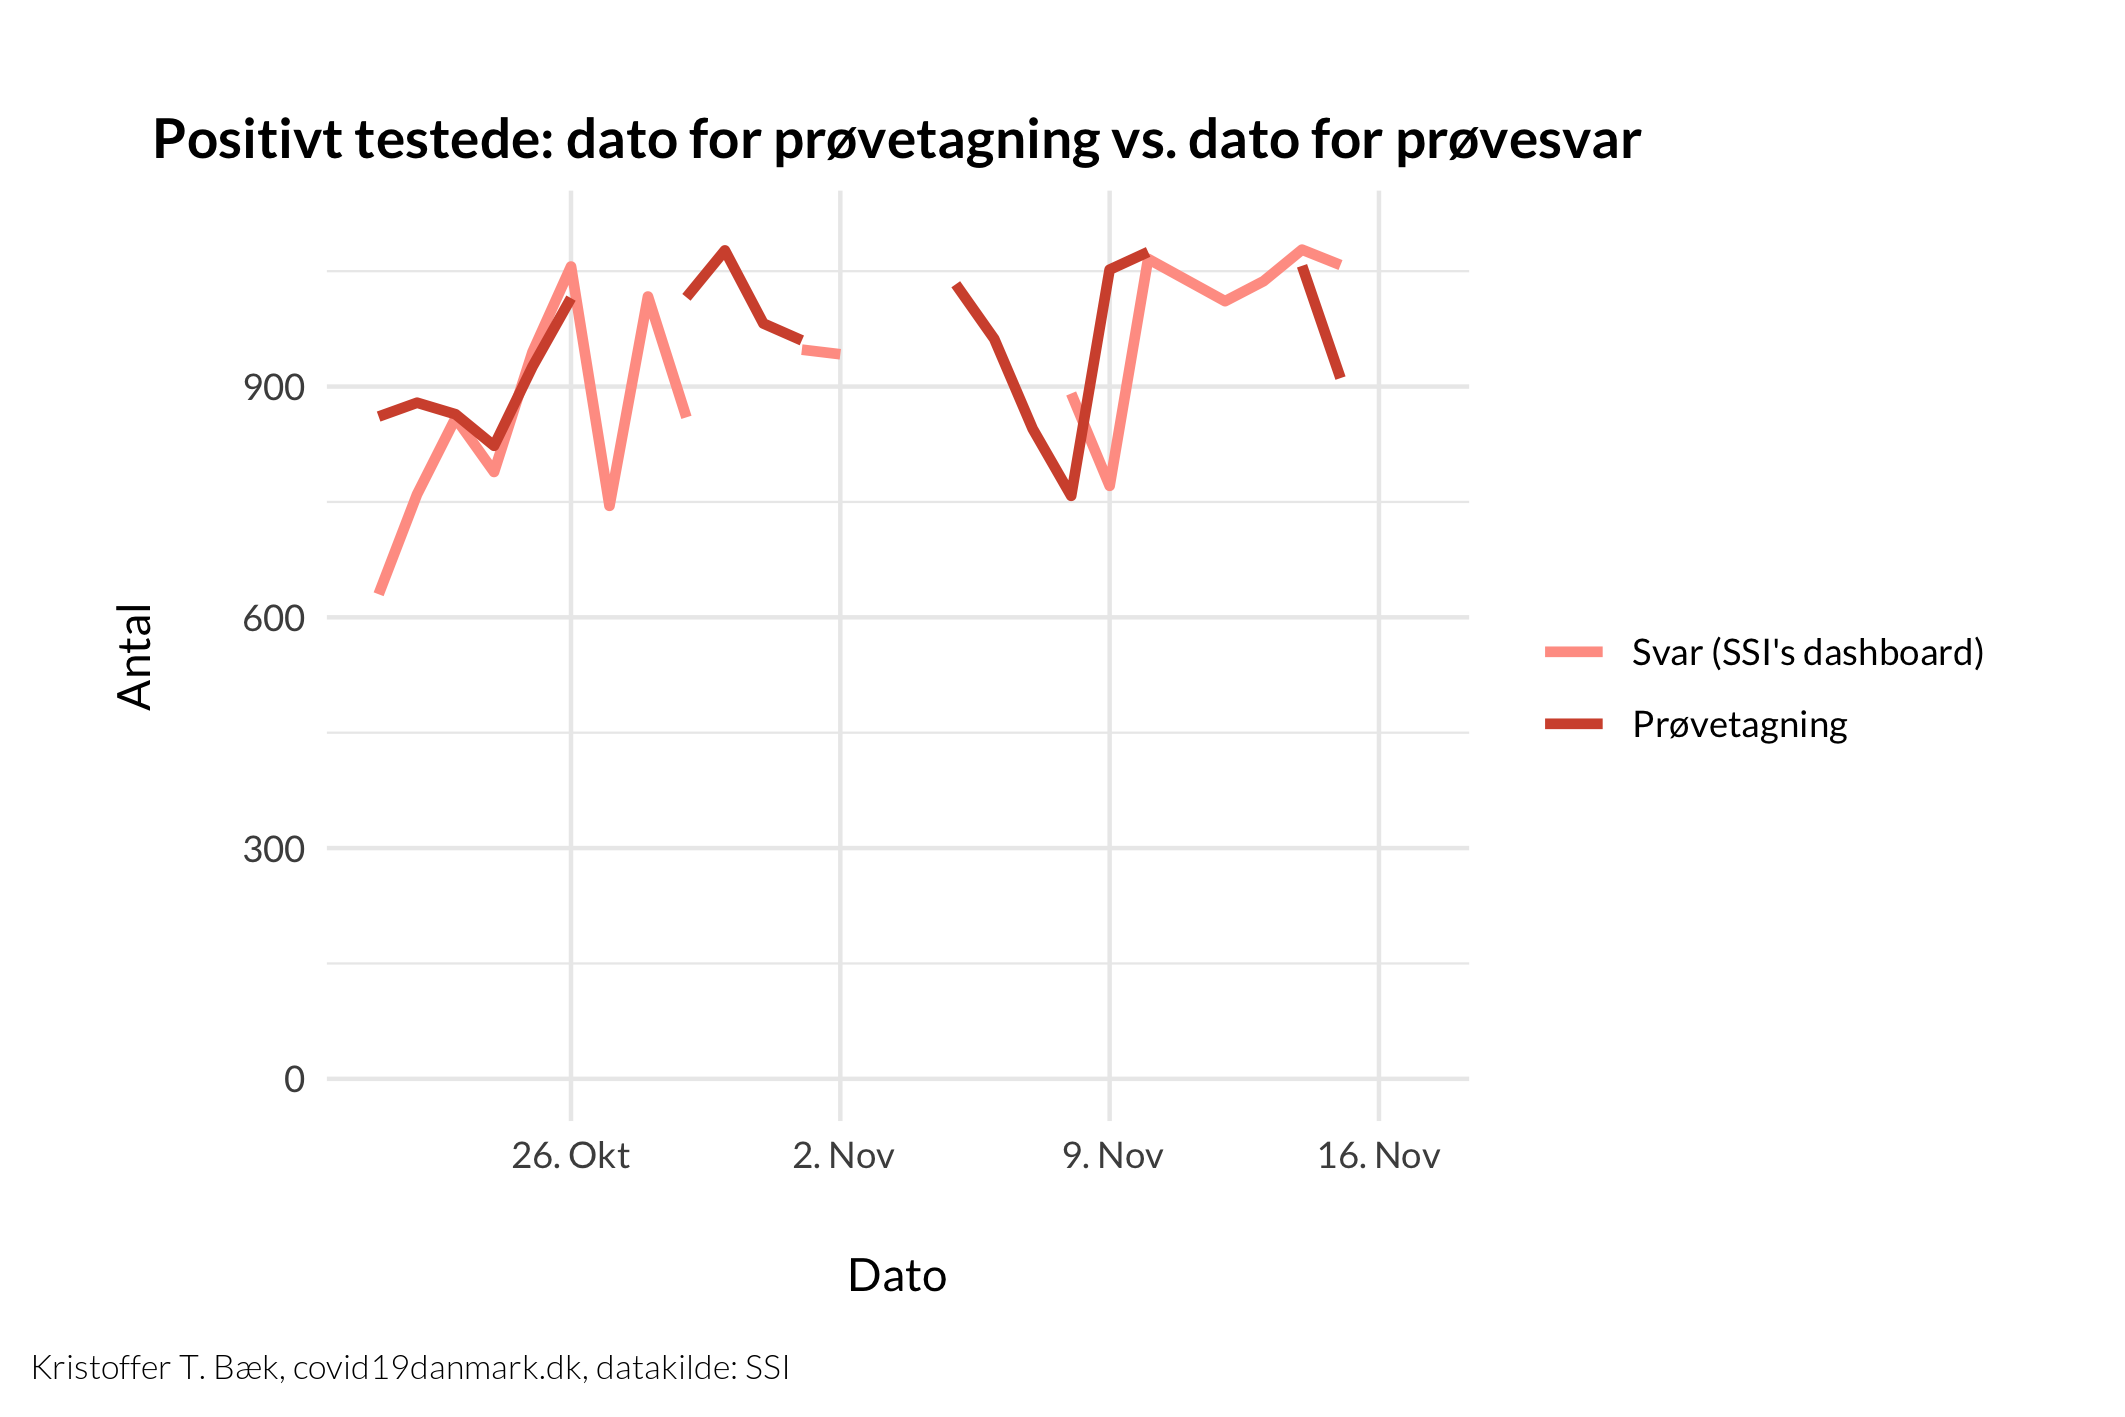 Positivt testede: dato for prøvetagning vs. dato for prøvesvar
Antal
900
600
300
0
26. Okt
2. Nov
9. Nov
16. Nov
Dato
Svar (SSI's dashboard)
Prøvetagning
Kristoffer T. Bæk, covid19danmark.dk, datakilde: SSI